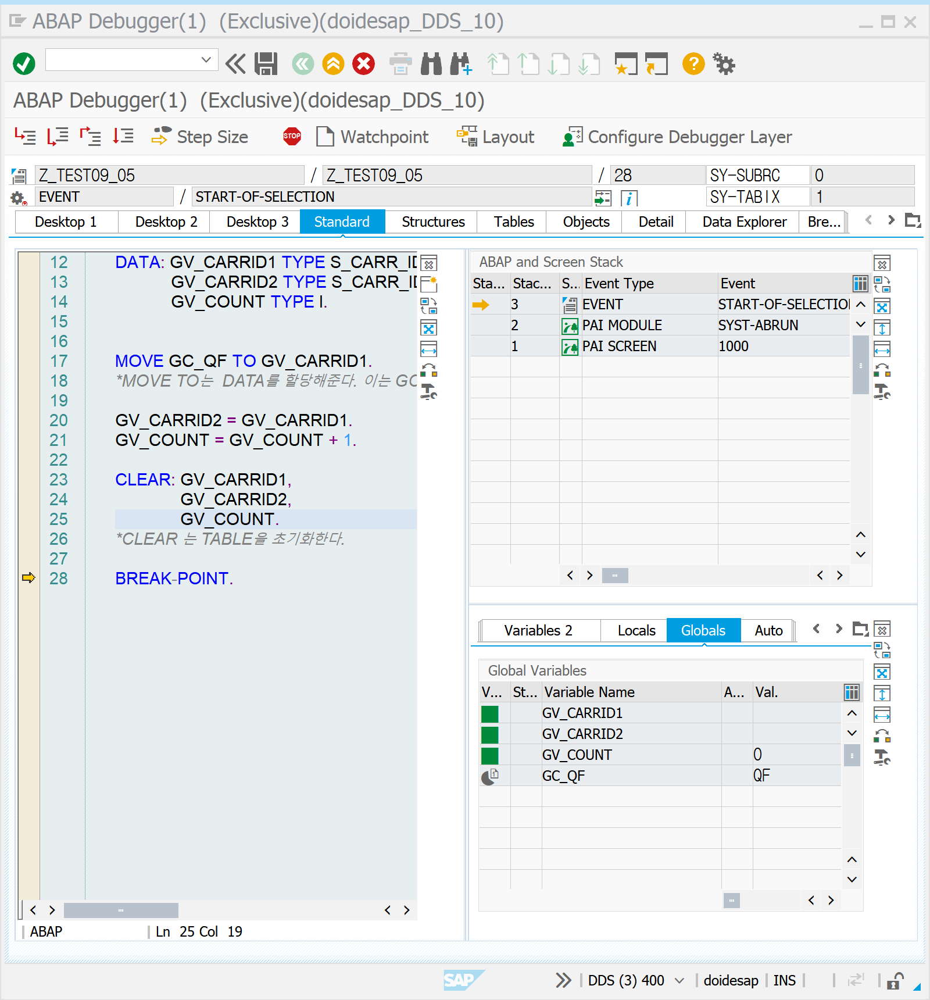 ABAP Debugger(1) (Exclusive)(doidesap_DDS_10)
ABAP Debugger(1) (Exclusive)(doidesap_DDS_10)
Step Size STOP Watchpoint Layout Configure Debugger Layer
Z_TEST09_05 / Z_TEST09_05 / 28 SY-SUBRC 0
EVENT / START-OF-SELECTION SY-TABIX 1
Desktop 1 Desktop 2 Desktop 3 Standard Structures Tables Objects Detail Data Explorer Bre...
12 DATA: GV_CARRID1 TYPE S_CARR_ID
13 GV_CARRID2 TYPE S_CARR_ID
14 GV_COUNT TYPE I.
15
16
17 MOVE GC_QF TO GV_CARRID1.
18 *MOVE TO는 DATA를 할당해준다. 이는 GC
19
20 GV_CARRID2 = GV_CARRID1.
21 GV_COUNT = GV_COUNT + 1.
22
23 CLEAR: GV_CARRID1,
24 GV_CARRID2,
25 GV_COUNT.
26 *CLEAR 는 TABLE을 초기화한다.
27
28 BREAK-POINT.
ABAP Ln 25 Col 19
ABAP and Screen Stack
Sta... Stac... S... Event Type Event
3 EVENT START-OF-SELECTION
2 PAI MODULE SYST-ABRUN
1 PAI SCREEN 1000
Variables 2 Locals Globals Auto
Global Variables
V... St... Variable Name A... Val.
GV_CARRID1
GV_CARRID2
GV_COUNT 0
GC_QF QF
SAP DDS (3) 400 doidesap INS